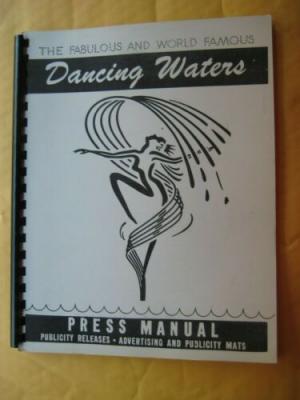 THE FABULOUS AND WORLD FAMOUS
Dancing Waters
PRESS MANUAL
PUBLICITY RELEASES • ADVERTISING AND PUBLICITY MATS